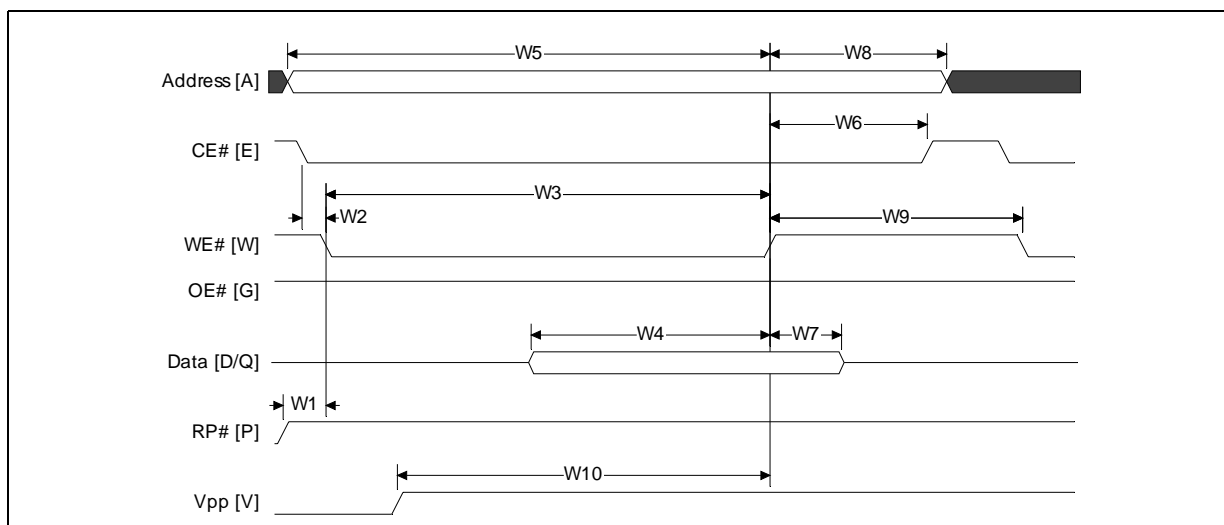 W5
W8
Address [A]
W6
CE# [E]
W3
W2
W9
WE# [W]
OE# [G]
W4
W7
Data [D/Q]
W1
RP# [P]
W10
Vpp [V]